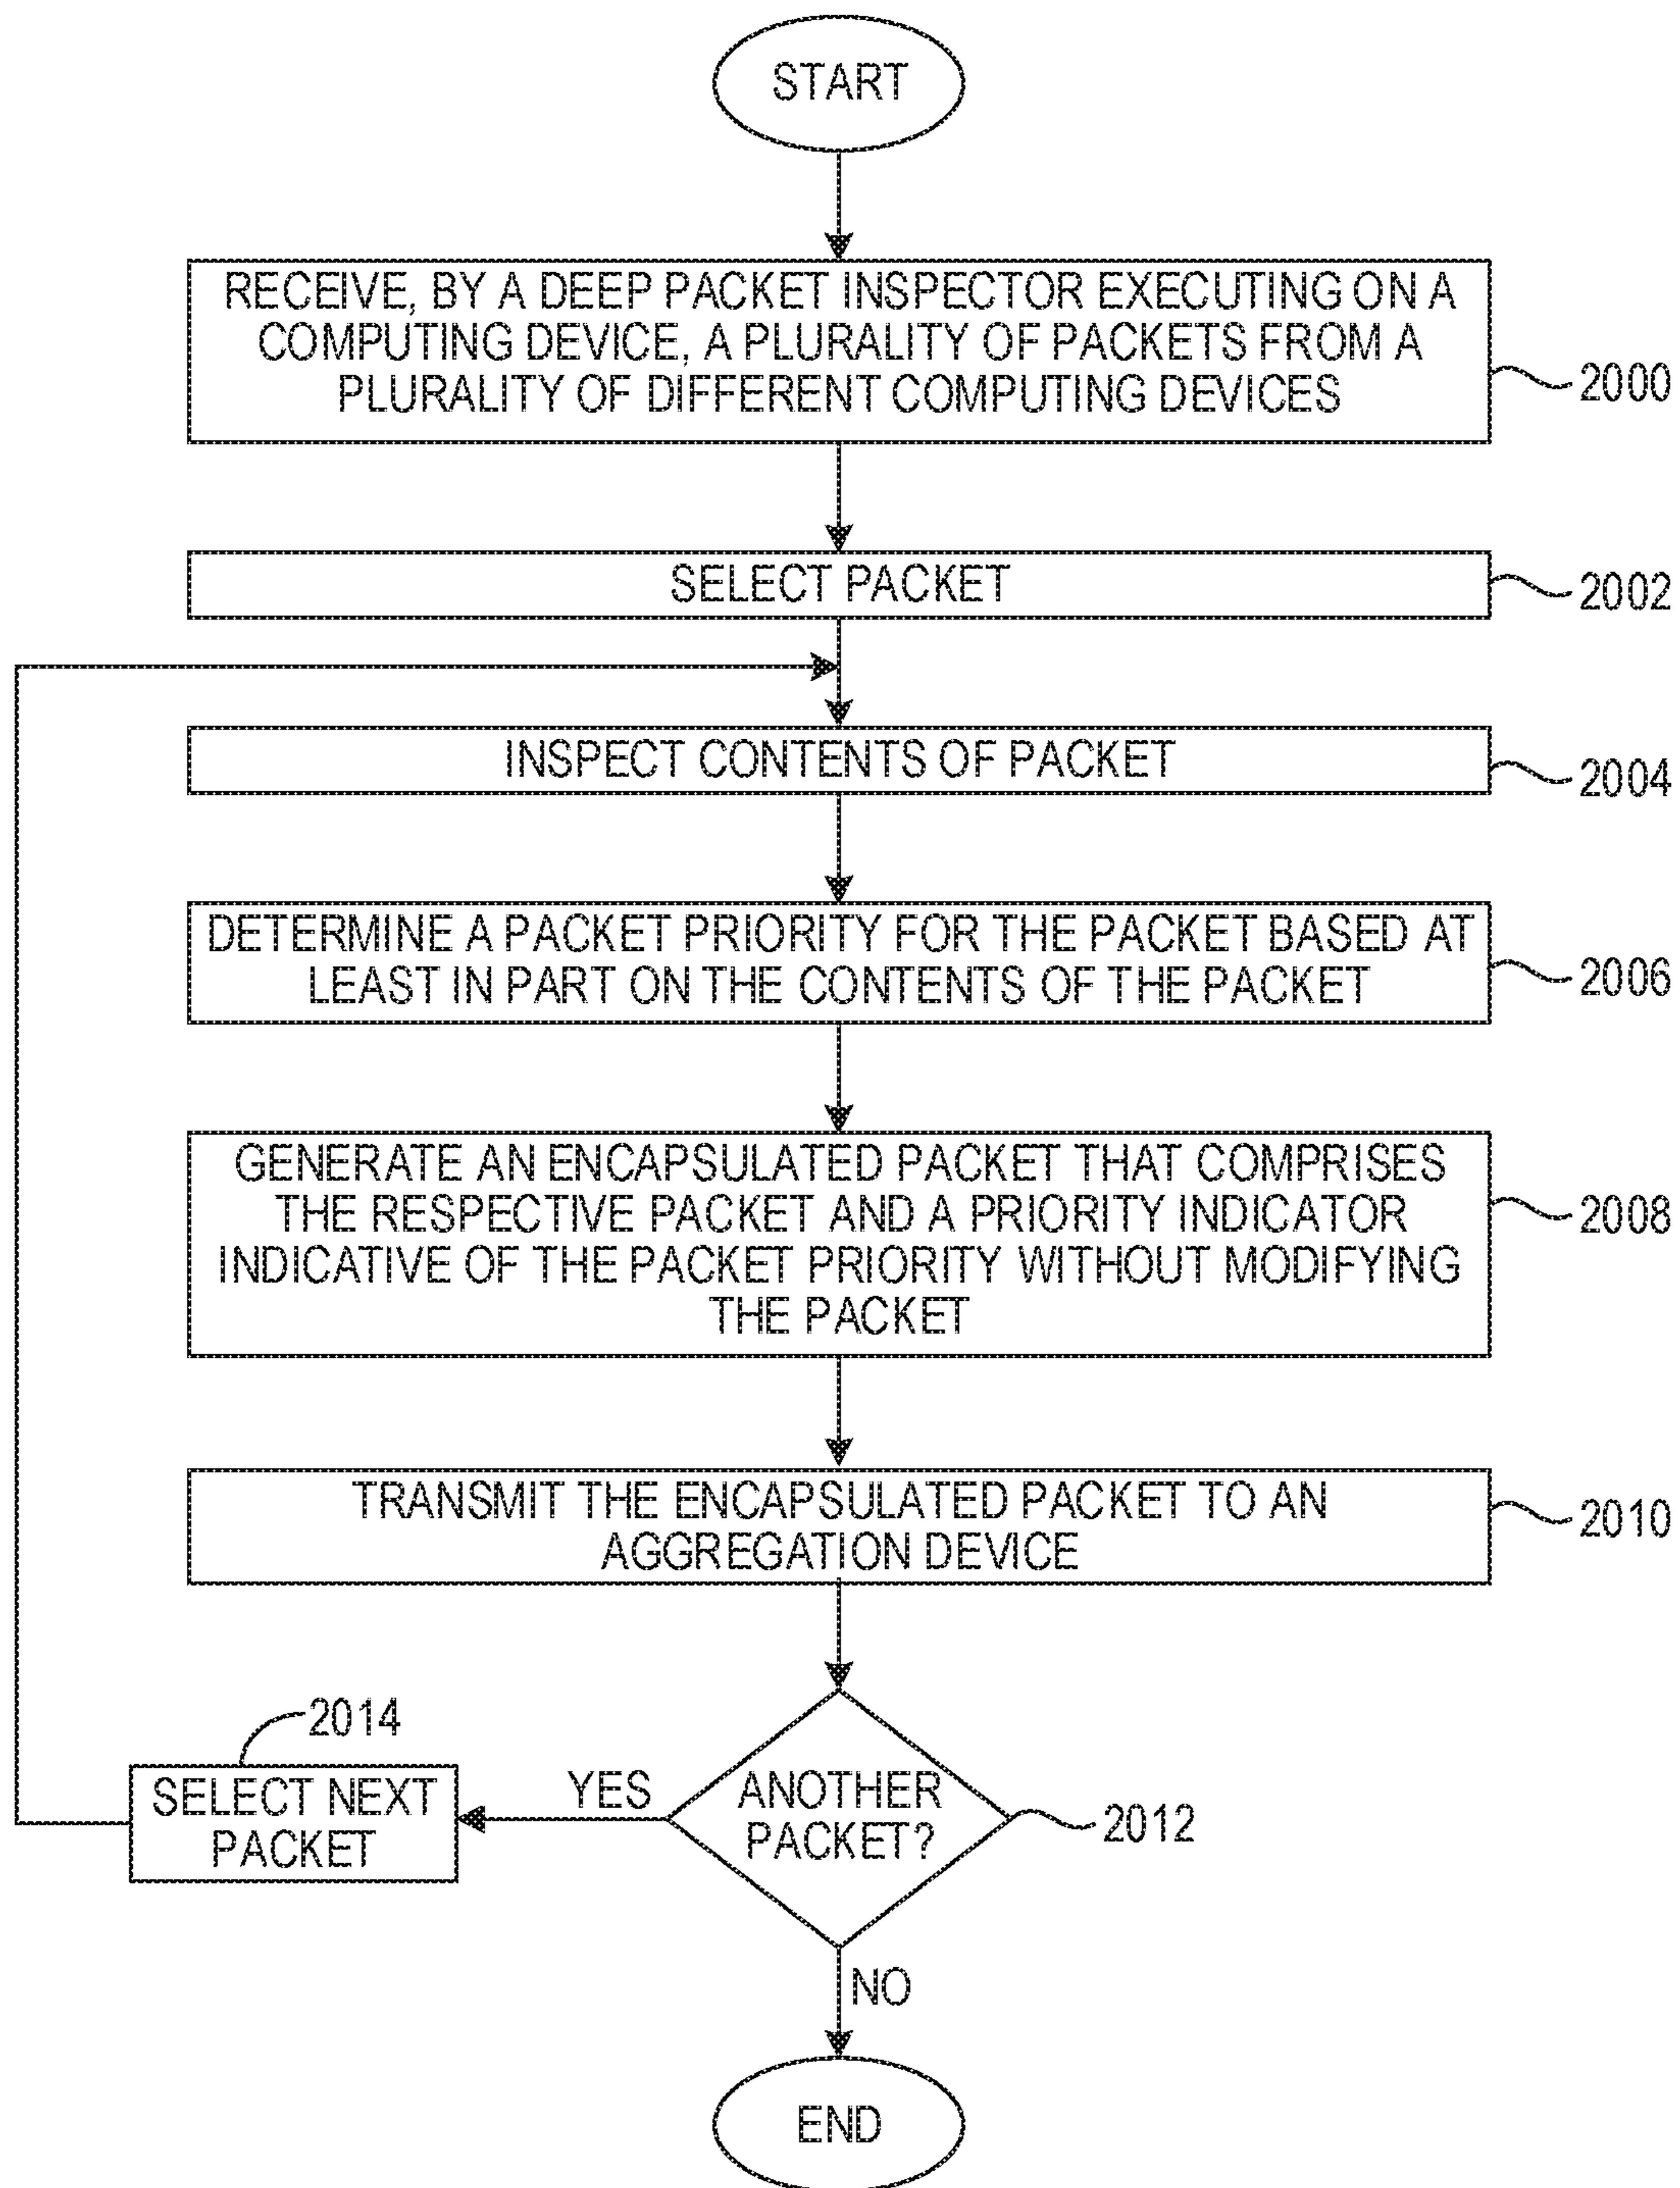 START
RECEIVE, BY A DEEP PACKET INSPECTOR EXECUTING ON A
COMPUTING DEVICE, A PLURALITY OF PACKETS FROM A
PLURALITY OF DIFFERENT COMPUTING DEVICES
2000
SELECT PACKET
2002
INSPECT CONTENTS OF PACKET
2004
DETERMINE A PACKET PRIORITY FOR THE PACKET BASED AT
LEAST IN PART ON THE CONTENTS OF THE PACKET
2006
GENERATE AN ENCAPSULATED PACKET THAT COMPRISES
THE RESPECTIVE PACKET AND A PRIORITY INDICATOR
INDICATIVE OF THE PACKET PRIORITY WITHOUT MODIFYING
THE PACKET
2008
TRANSMIT THE ENCAPSULATED PACKET TO AN
AGGREGATION DEVICE
2010
2014
SELECT NEXT
PACKET
YES
ANOTHER
PACKET?
2012
NO
END